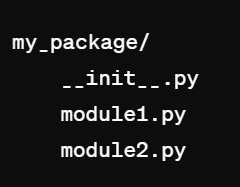 my_package/
    __init__.py
    module1.py
    module2.py